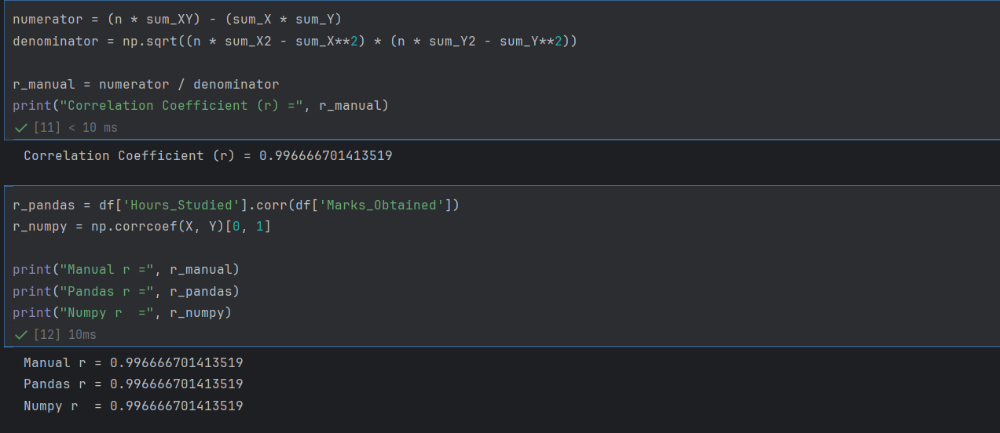 numerator = (n * sum_XY) - (sum_X * sum_Y)
denominator = np.sqrt((n * sum_X2 - sum_X**2) * (n * sum_Y2 - sum_Y**2))
r_manual = numerator / denominator
print("Correlation Coefficient (r) =", r_manual)
[11] < 10 ms
Correlation Coefficient (r) = 0.996666701413519
r_pandas = df['Hours_Studied'].corr(df['Marks_Obtained'])
r_numpy = np.corrcoef(X, Y)[0, 1]
print("Manual r =", r_manual)
print("Pandas r =", r_pandas)
print("Numpy r  =", r_numpy)
[12] 10ms
Manual r = 0.996666701413519
Pandas r = 0.996666701413519
Numpy r  = 0.996666701413519